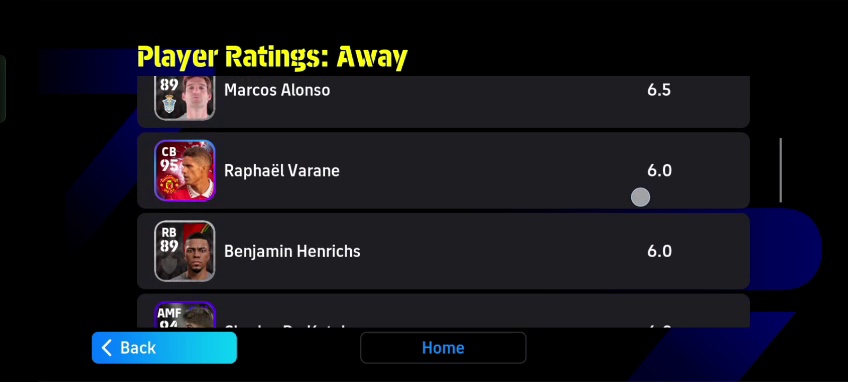 Player Ratings: Away
89
Marcos Alonso
6.5
CB
95
Raphaël Varane
6.0
RB
89
Benjamin Henrichs
6.0
AMF
Back
Home